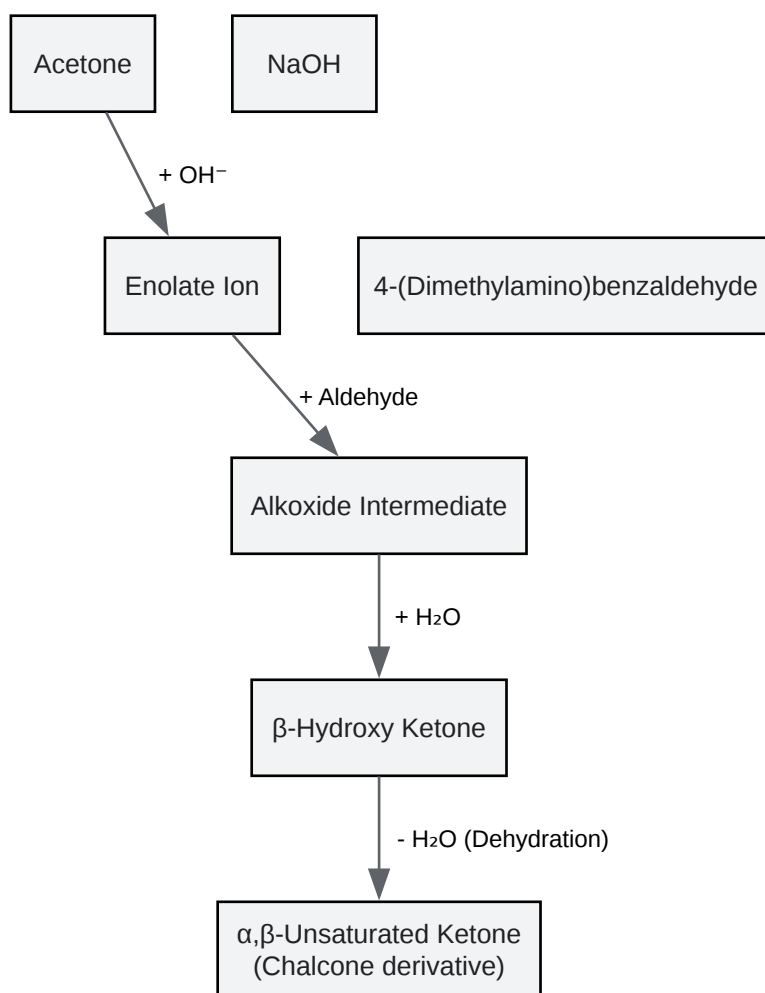 Acetone
NaOH
+ OH⁻
Enolate Ion
4-(Dimethylamino)benzaldehyde
+ Aldehyde
Alkoxide Intermediate
+ H₂O
β-Hydroxy Ketone
- H₂O (Dehydration)
α,β-Unsaturated Ketone
(Chalcone derivative)